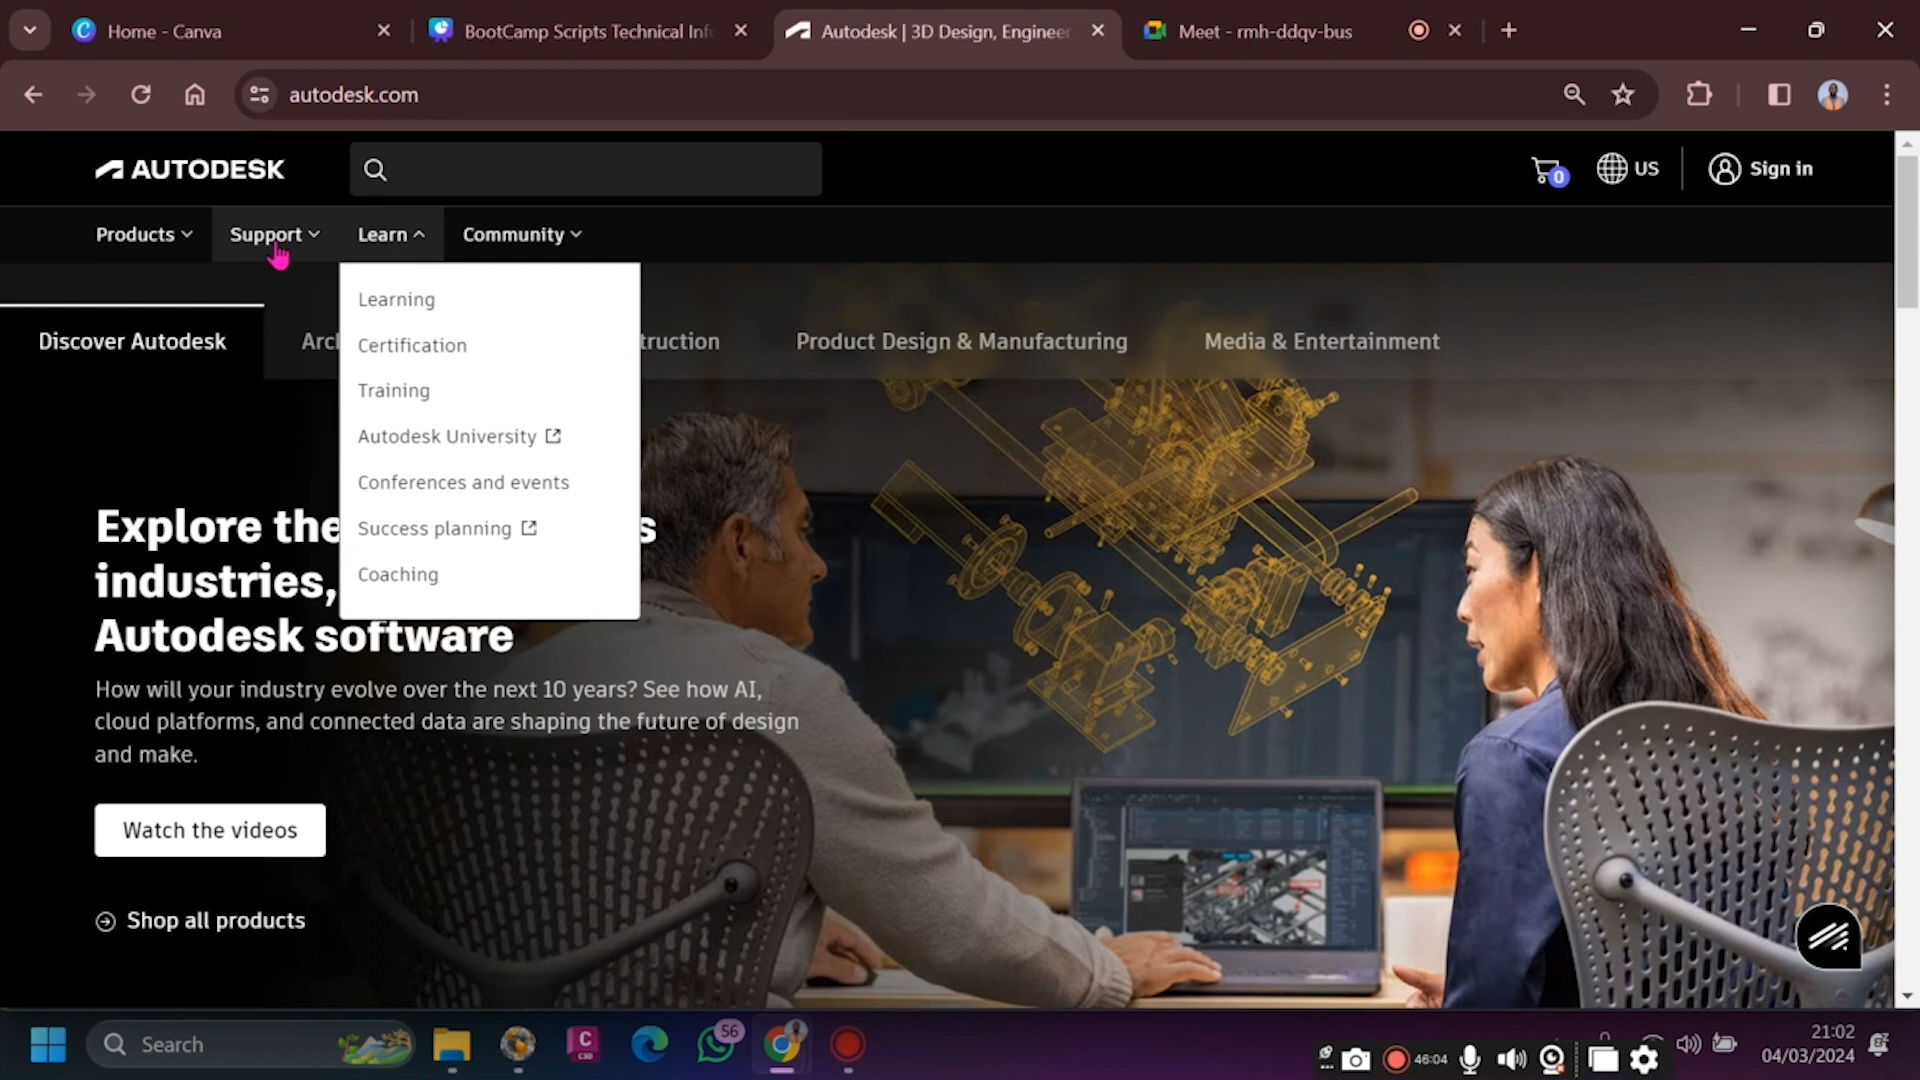 Home - Canva
BootCamp Scripts Technical Inf
Autodesk | 3D Design, Engineer
Meet - rmh-ddqv-bus
autodesk.com
AUTODESK
0
US
Sign in
Products
Support
Learn
Community
Learning
Certification
Training
Autodesk University
Conferences and events
Success planning
Coaching
Discover Autodesk
Arc
truction
Product Design & Manufacturing
Media & Entertainment
Explore the s
industries,
Autodesk software
How will your industry evolve over the next 10 years? See how AI,
cloud platforms, and connected data are shaping the future of design
and make.
Watch the videos
Shop all products
Search
C
C3D
56
46:04
21:02
04/03/2024